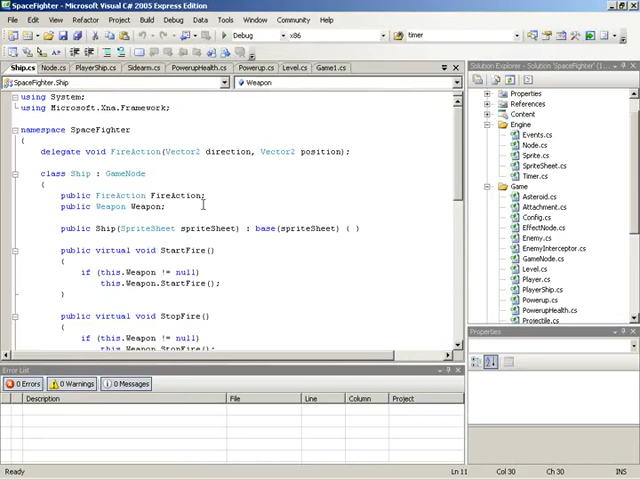 SpaceFighter - Microsoft Visual C# 2005 Express Edition
File Edit View Refactor Project Build Debug Data Tools Window Community Help
Debug x86 timer
Ship.cs Node.cs PlayerShip.cs Sidearm.cs PowerupHealth.cs PowerUp.cs Level.cs Game1.cs
SpaceFighter.Ship Weapon
using System;
using Microsoft.Xna.Framework;
namespace SpaceFighter
{
delegate void FireAction(Vector2 direction, Vector2 position);
class Ship : GameNode
{
public FireAction FireAction;
public Weapon Weapon;
public Ship(SpriteSheet spriteSheet) : base(spriteSheet) { }
public virtual void StartFire()
{
if (this.Weapon != null)
this.Weapon.StartFire();
}
public virtual void StopFire()
{
if (this.Weapon != null)
this.Weapon.StopFire();
Solution Explorer - SpaceFighter '(1...
Properties
References
Content
Engine
Events.cs
Node.cs
Sprite.cs
SpriteSheet.cs
Timer.cs
Game
Asteroid.cs
Attachment.cs
Config.cs
EffectNode.cs
Enemy.cs
EnemyInterceptor.cs
GameNode.cs
Level.cs
Player.cs
PlayerShip.cs
Powerup.cs
PowerupHealth.cs
Projectile.cs
Properties
Error List
0 Errors 0 Warnings 0 Messages
Description File Line Column Project
Ready Ln 11 Col 30 Ch 30 INS